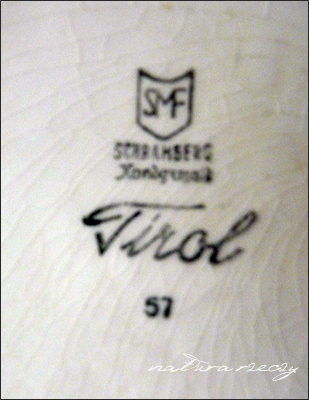 SMF
SCHRAMBERG
Handgemalt
Tirol
57
natura rzeczy